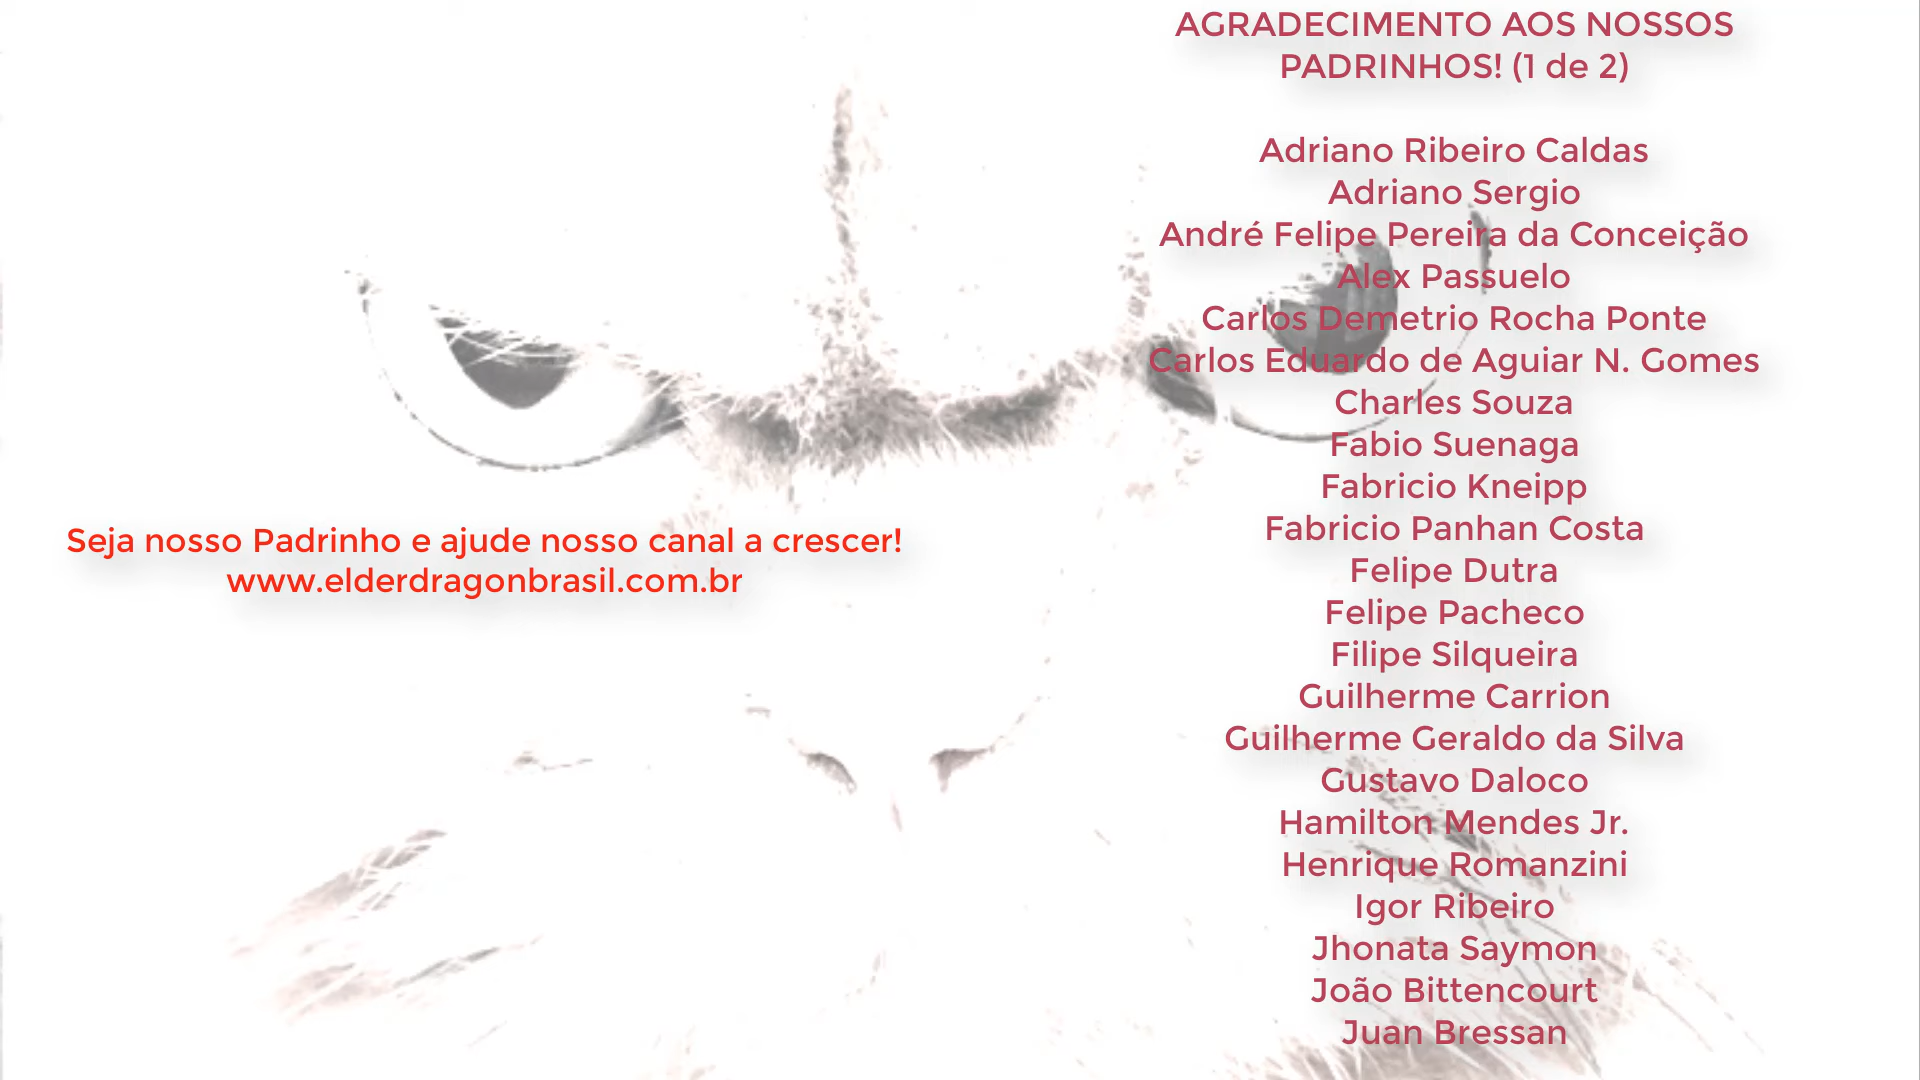 AGRADECIMENTO AOS NOSSOS
PADRINHOS! (1 de 2)
Adriano Ribeiro Caldas
Adriano Sergio
André Felipe Pereira da Conceição
Alex Passuelo
Carlos Demetrio Rocha Ponte
Carlos Eduardo de Aguiar N. Gomes
Charles Souza
Fabio Suenaga
Fabricio Kneipp
Fabricio Panhan Costa
Felipe Dutra
Felipe Pacheco
Filipe Silqueira
Guilherme Carrion
Guilherme Geraldo da Silva
Gustavo Daloco
Hamilton Mendes Jr.
Henrique Romanzini
Igor Ribeiro
Jhonata Saymon
João Bittencourt
Juan Bressan
Seja nosso Padrinho e ajude nosso canal a crescer!
www.elderdragonbrasil.com.br